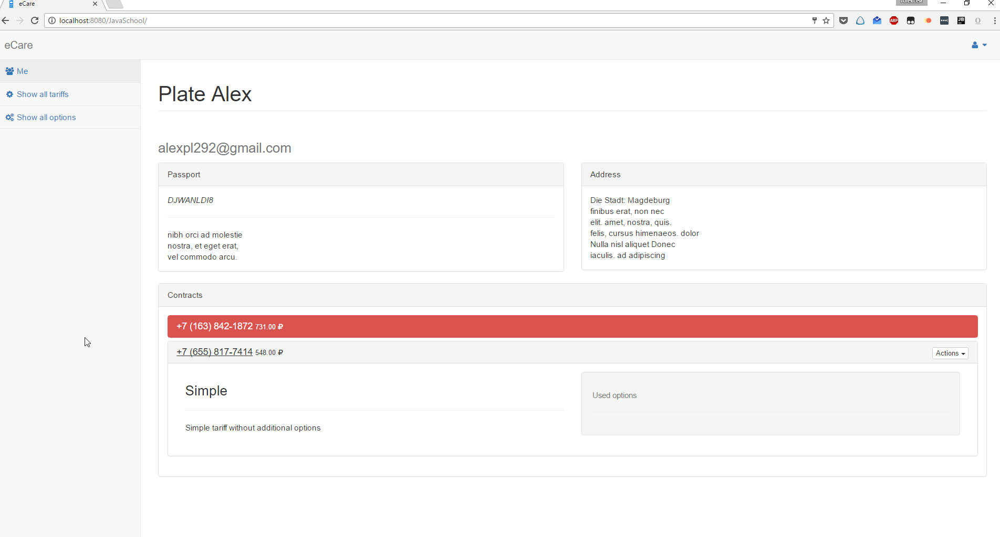 eCare
Алексей
localhost:8080/JavaSchool/
ABP
JB
eCare
Me
Show all tariffs
Show all options
Plate Alex
alexpl292@gmail.com
Passport
DJWANLDI8
nibh orci ad molestie
nostra, et eget erat,
vel commodo arcu.
Address
Die Stadt: Magdeburg
finibus erat, non nec
elit. amet, nostra, quis.
felis, cursus himenaeos. dolor
Nulla nisl aliquet Donec
iaculis. ad adipiscing
Contracts
+7 (163) 842-1872 731.00 ₽
+7 (655) 817-7414 548.00 ₽
Actions
Simple
Simple tariff without additional options
Used options